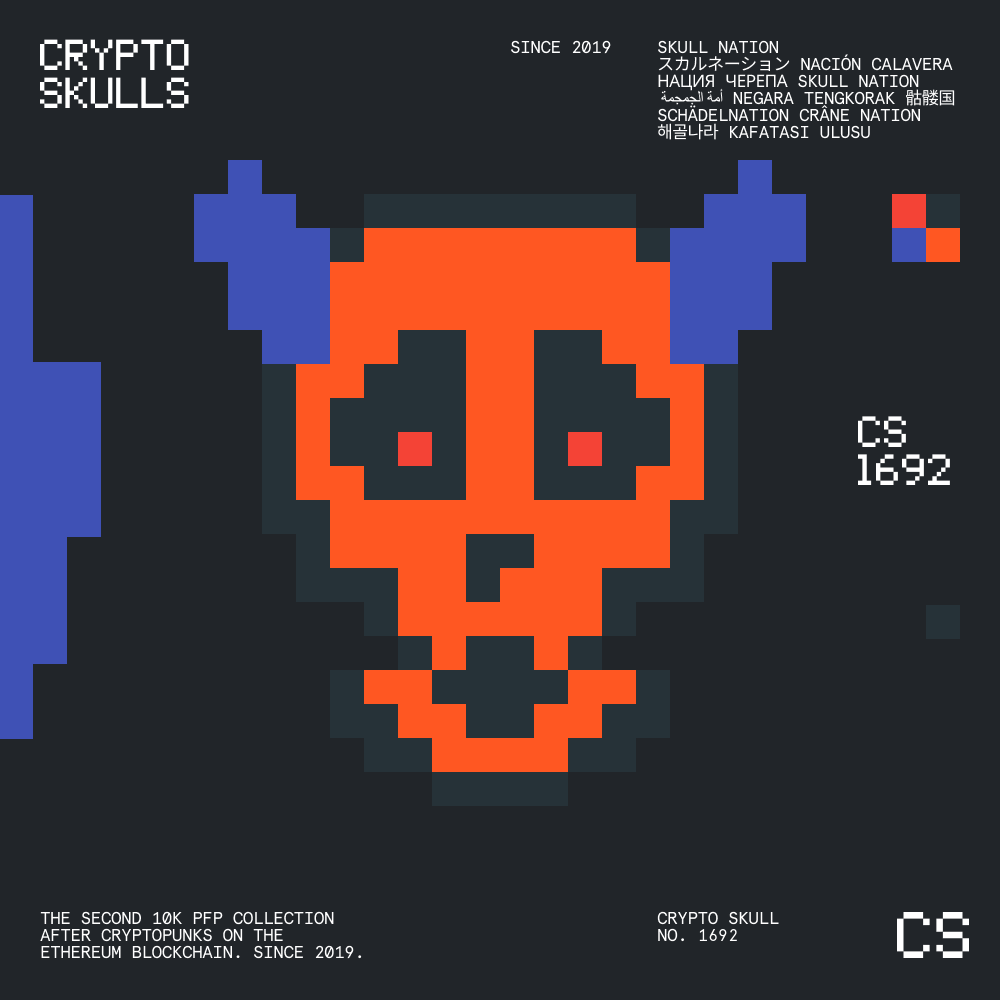 CRYPTO
SKULLS
SINCE 2019
SKULL NATION
スカルネーション NACIÓN CALAVERA
НАЦИЯ ЧЕРЕПА SKULL NATION
أمة الجمجمة NEGARA TENGKORAK 骷髅国
SCHÄDELNATION CRÂNE NATION
해골나라 KAFATASI ULUSU
CS
1692
THE SECOND 10K PFP COLLECTION
AFTER CRYPTOPUNKS ON THE
ETHEREUM BLOCKCHAIN. SINCE 2019.
CRYPTO SKULL
NO. 1692
CS